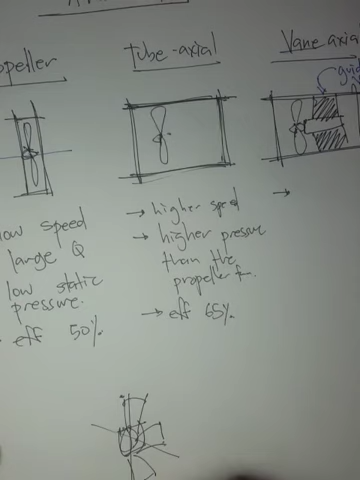 opeller
Tube-axial
Vane axia
guid
low speed
large Q
low static
pressure.
eff 50%
→ higher speed
→ higher pressure
than the
propeller f.
→ eff 65%
→